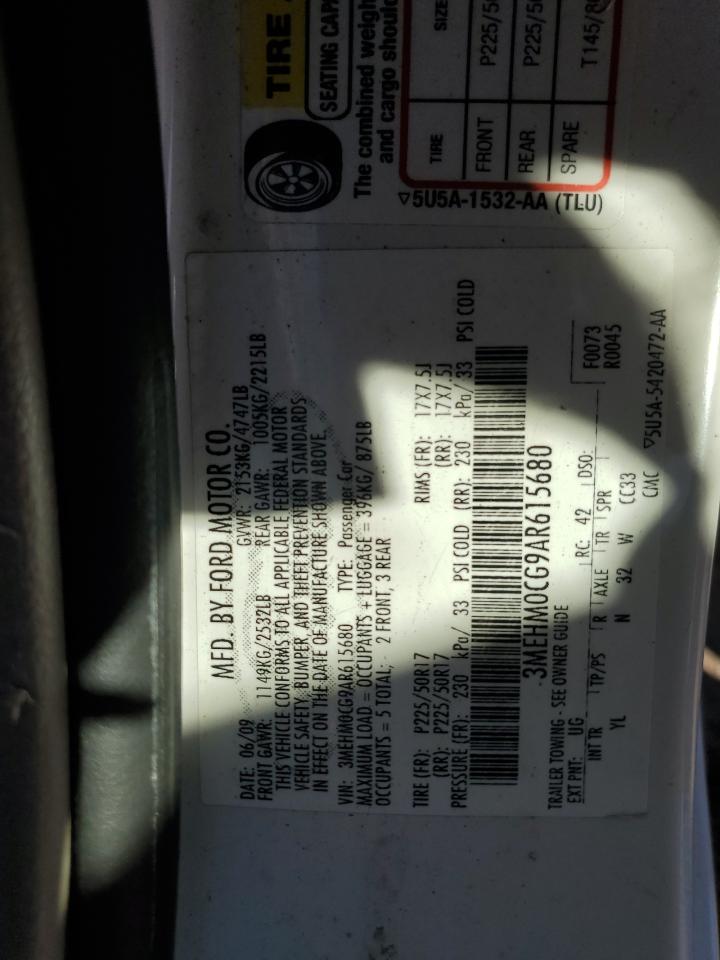 TIRE
SEATING CAP
The combined weigh
and cargo should
TIRE SIZE
FRONT P225/50
REAR P225/50
SPARE T145/80
5U5A-1532-AA (TLU)
MFD. BY FORD MOTOR CO.
DATE: 06/09 GVWR: 2153KG/4747LB
FRONT GAWR: 1149KG/2532LB REAR GAWR: 1005KG/2215LB
THIS VEHICLE CONFORMS TO ALL APPLICABLE FEDERAL MOTOR
VEHICLE SAFETY, BUMPER, AND THEFT PREVENTION STANDARDS
IN EFFECT ON THE DATE OF MANUFACTURE SHOWN ABOVE.
VIN: 3MEHM0CG9AR615680 TYPE: Passenger Car
MAXIMUM LOAD = OCCUPANTS + LUGGAGE = 396KG/ 875LB
OCCUPANTS = 5 TOTAL; 2 FRONT, 3 REAR
TIRE (FR): P225/50R17 RIMS (FR): 17X7.5J
(RR): P225/50R17 (RR): 17X7.5J
PRESSURE (FR): 230 kPa/ 33 PSI COLD (RR): 230 kPa/ 33 PSI COLD
3MEHM0CG9AR615680
TRAILER TOWING - SEE OWNER GUIDE F0073
EXT PNT: UG RC: 42 DSO: R0045
INT TR TP/PS R AXLE TR SPR
YL N 32 W CC33
CMC 5U5A-5420472-AA